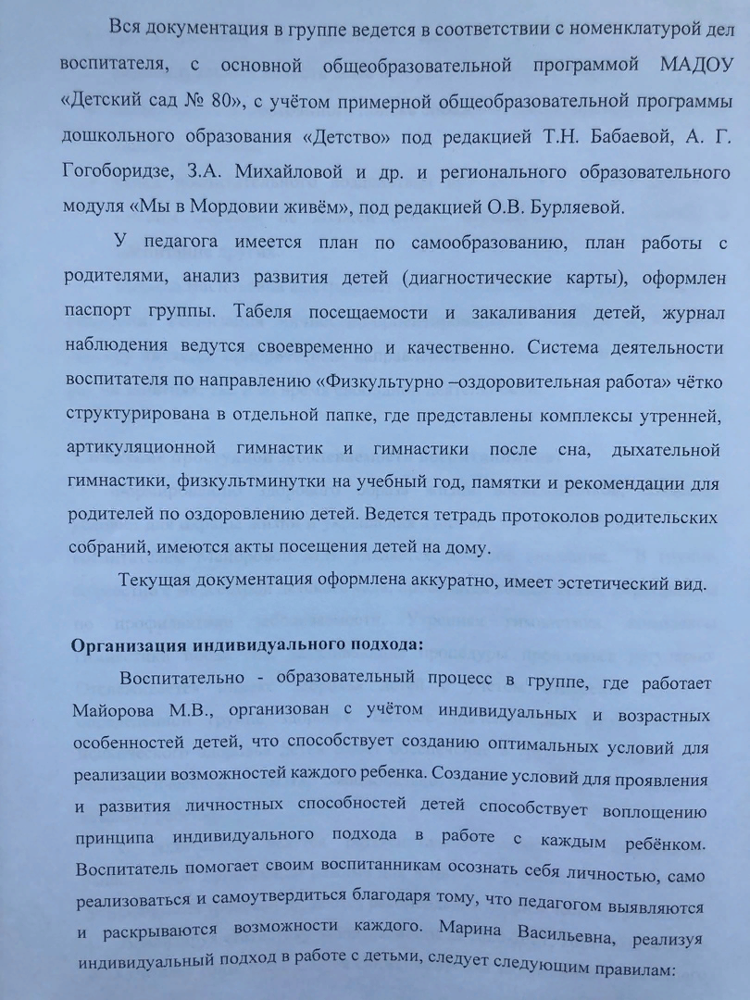 Вся документация в группе ведется в соответствии с номенклатурой дел
воспитателя, с основной общеобразовательной программой МАДОУ
«Детский сад № 80», с учётом примерной общеобразовательной программы
дошкольного образования «Детство» под редакцией Т.Н. Бабаевой, А. Г.
Гогоборидзе, З.А. Михайловой и др. и регионального образовательного
модуля «Мы в Мордовии живём», под редакцией О.В. Бурляевой.
У педагога имеется план по самообразованию, план работы с
родителями, анализ развития детей (диагностические карты), оформлен
паспорт группы. Табеля посещаемости и закаливания детей, журнал
наблюдения ведутся своевременно и качественно. Система деятельности
воспитателя по направлению «Физкультурно –оздоровительная работа» чётко
структурирована в отдельной папке, где представлены комплексы утренней,
артикуляционной гимнастик и гимнастики после сна, дыхательной
гимнастики, физкультминутки на учебный год, памятки и рекомендации для
родителей по оздоровлению детей. Ведется тетрадь протоколов родительских
собраний, имеются акты посещения детей на дому.
Текущая документация оформлена аккуратно, имеет эстетический вид.
Организация индивидуального подхода:
Воспитательно - образовательный процесс в группе, где работает
Майорова М.В., организован с учётом индивидуальных и возрастных
особенностей детей, что способствует созданию оптимальных условий для
реализации возможностей каждого ребенка. Создание условий для проявления
и развития личностных способностей детей способствует воплощению
принципа индивидуального подхода в работе с каждым ребёнком.
Воспитатель помогает своим воспитанникам осознать себя личностью, само
реализоваться и самоутвердиться благодаря тому, что педагогом выявляются
и раскрываются возможности каждого. Марина Васильевна, реализуя
индивидуальный подход в работе с детьми, следует следующим правилам: